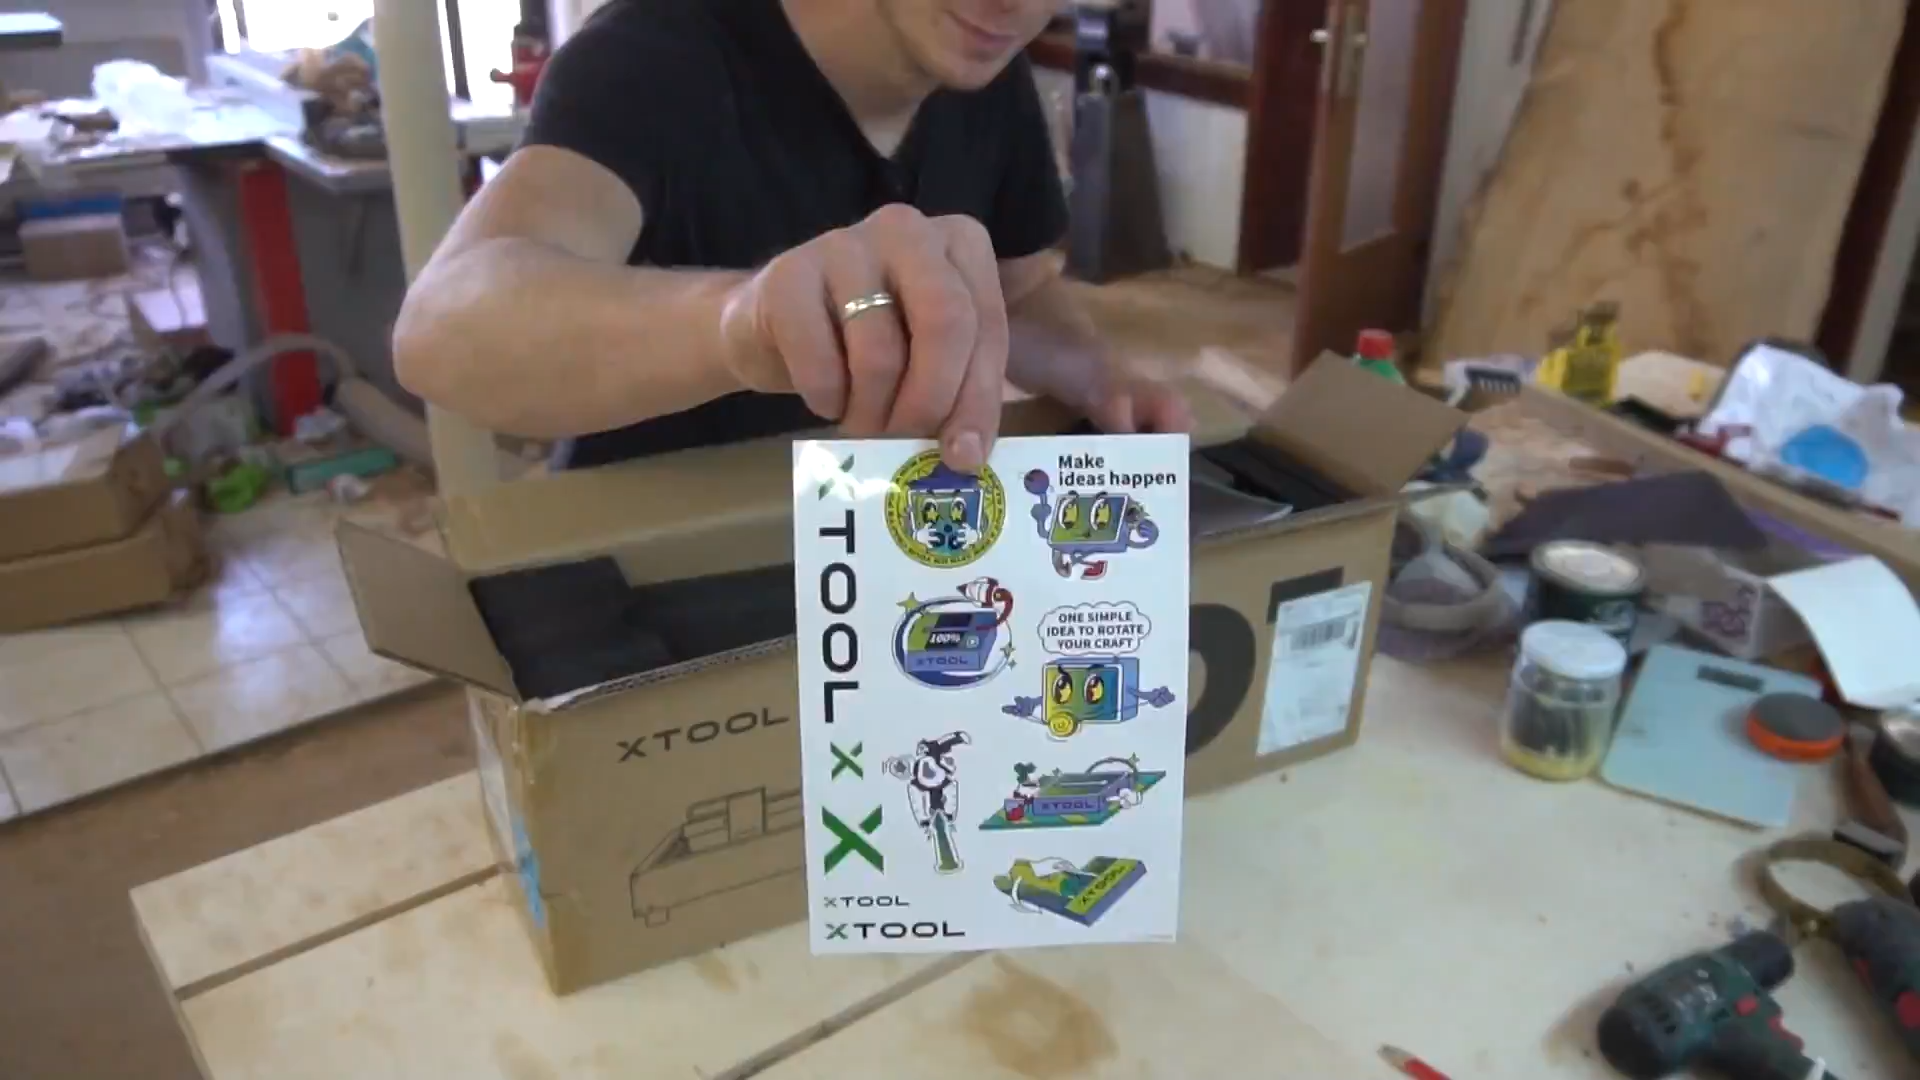 XTOOL
Make
ideas happen
100%
XTOOL
ONE SIMPLE
IDEA TO ROTATE
YOUR CRAFT
XTOOL
XTOOL
XTOOL
XTOOL
XTOOL